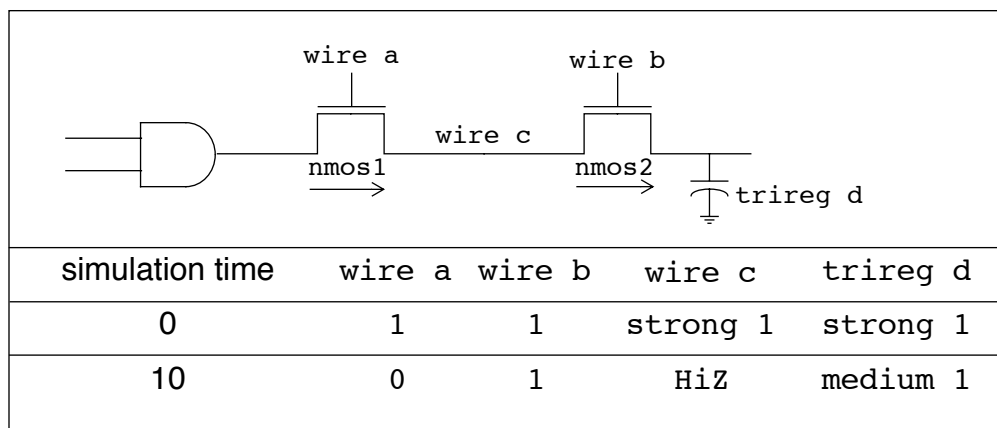 wire a
wire b
wire c
nmos1
nmos2
trireg d
simulation time wire a wire b wire c trireg d
0 1 1 strong 1 strong 1
10 0 1 HiZ medium 1